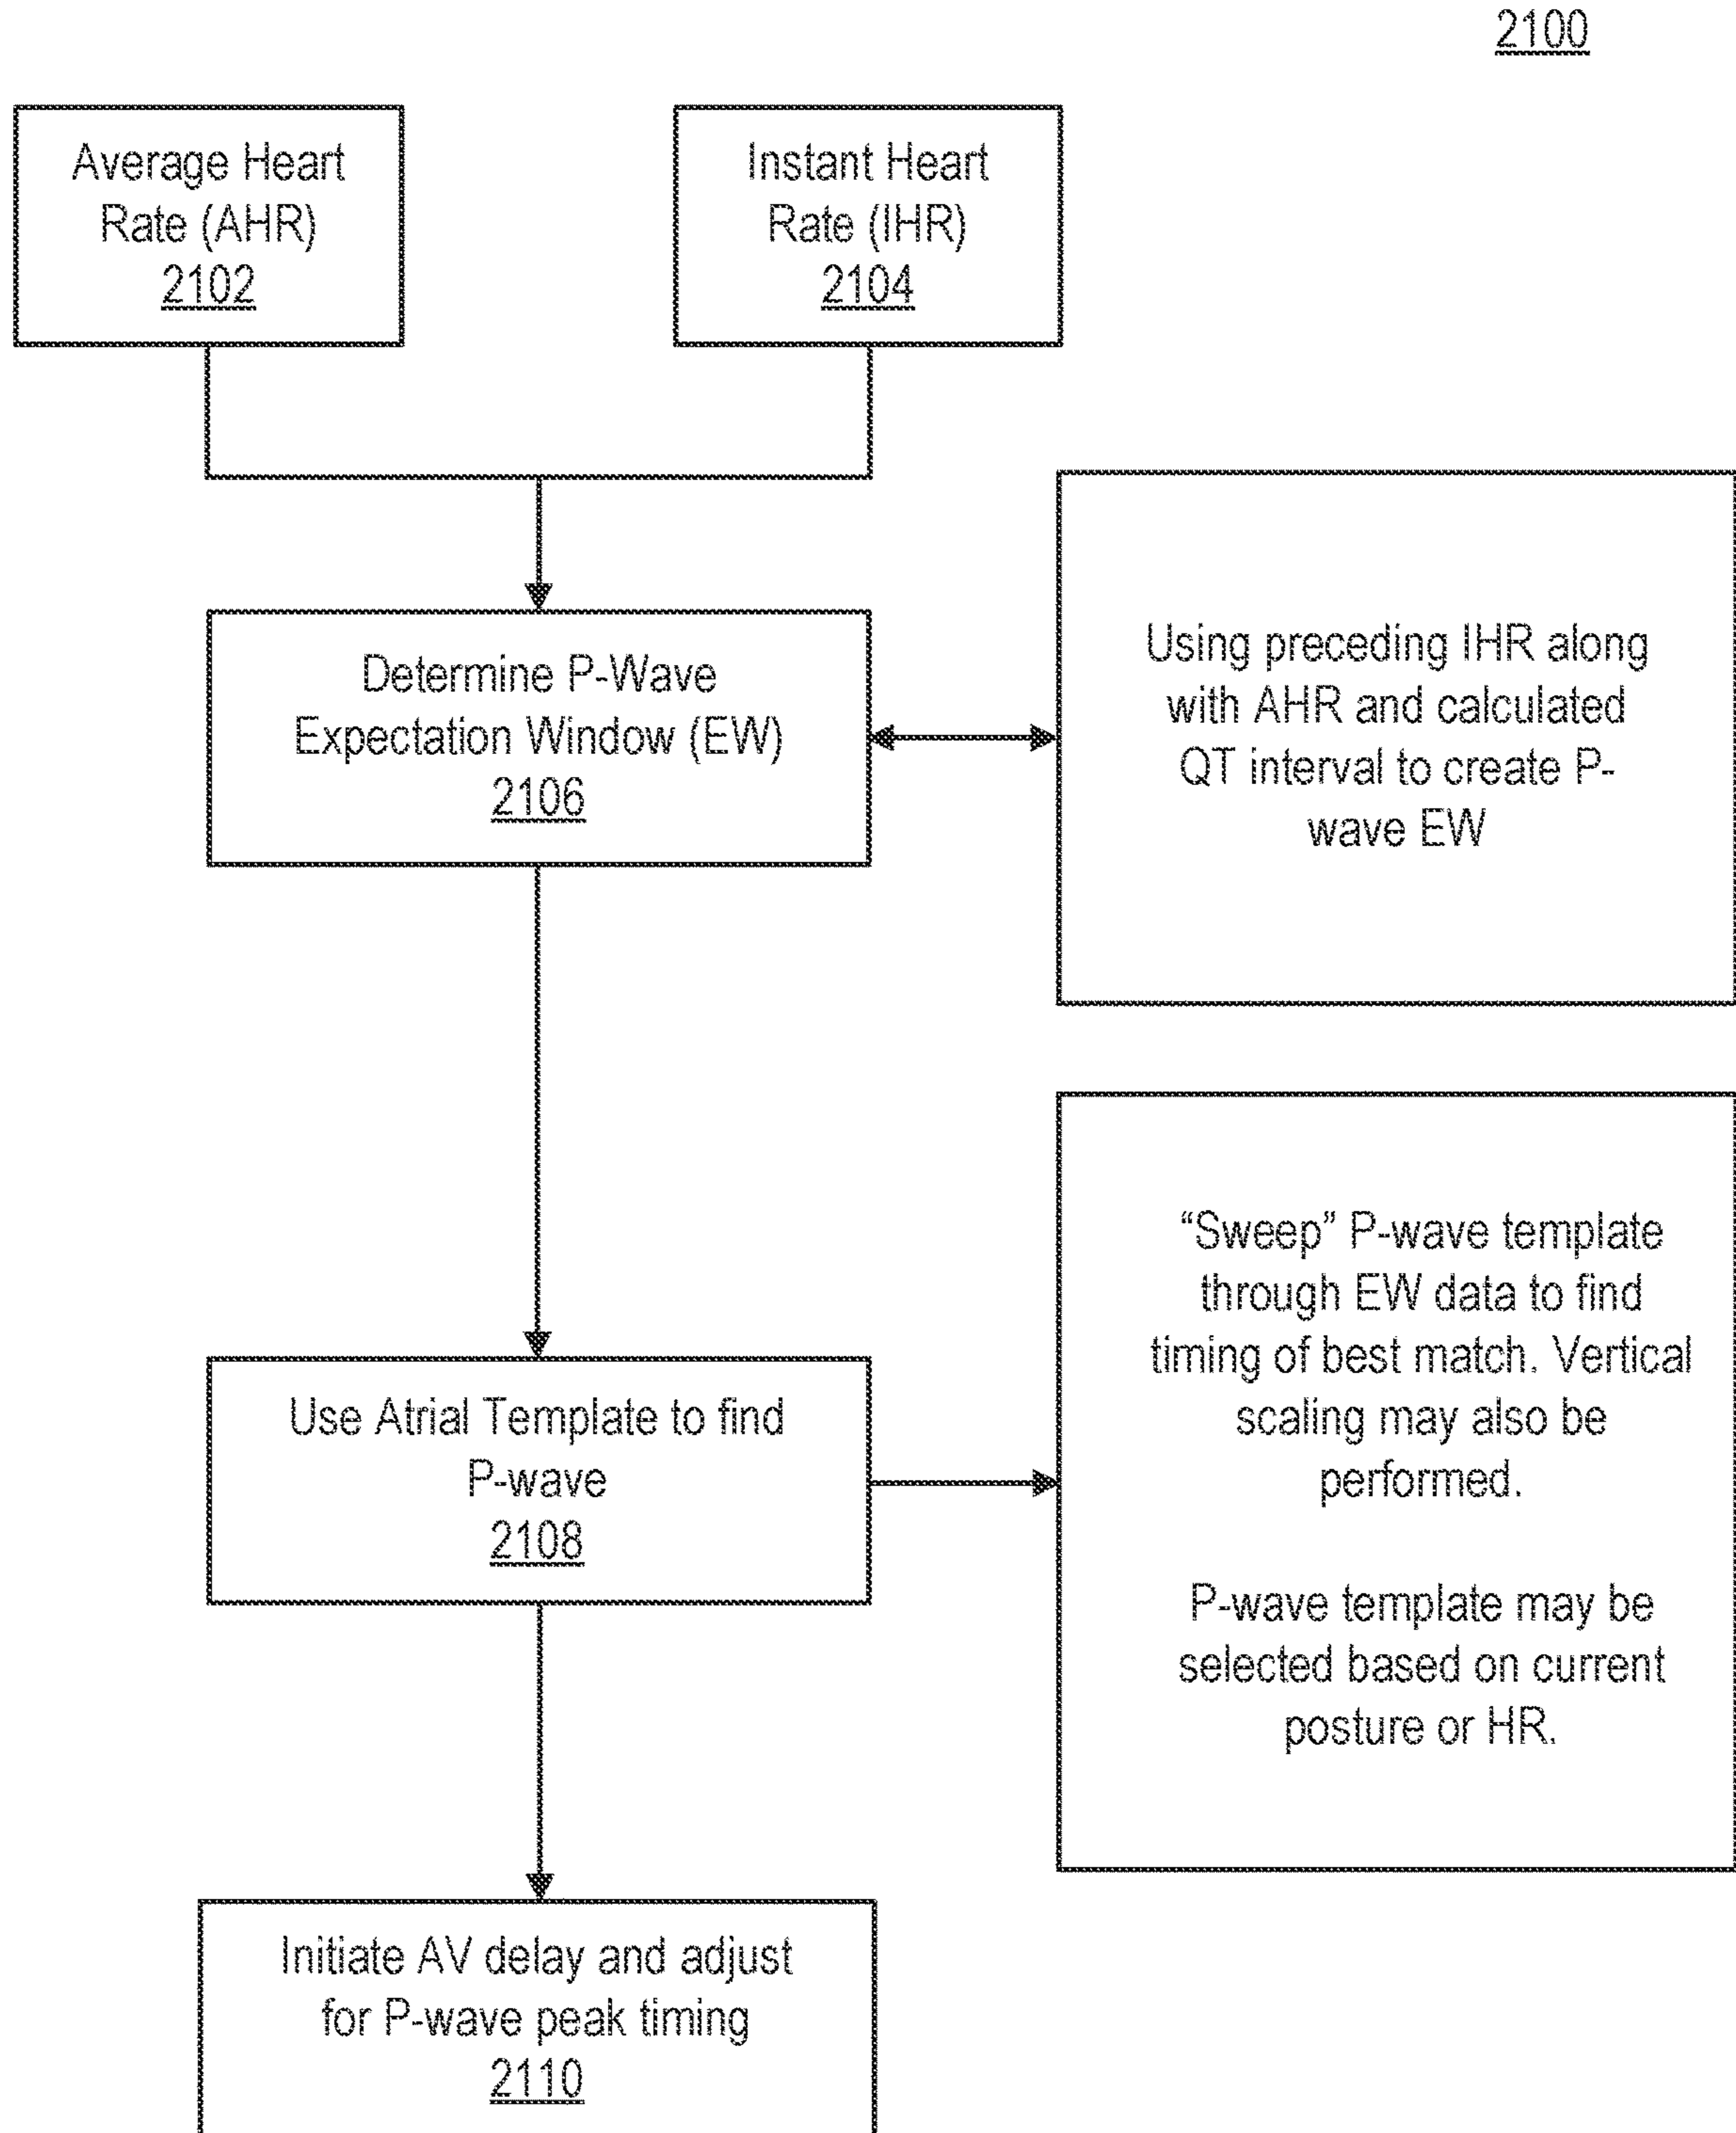 2100
Average Heart
Rate (AHR)
2102
Instant Heart
Rate (IHR)
2104
Determine P-Wave
Expectation Window (EW)
2106
Using preceding IHR along
with AHR and calculated
QT interval to create P-
wave EW
Use Atrial Template to find
P-wave
2108
“Sweep” P-wave template
through EW data to find
timing of best match. Vertical
scaling may also be
performed.
P-wave template may be
selected based on current
posture or HR.
Initiate AV delay and adjust
for P-wave peak timing
2110